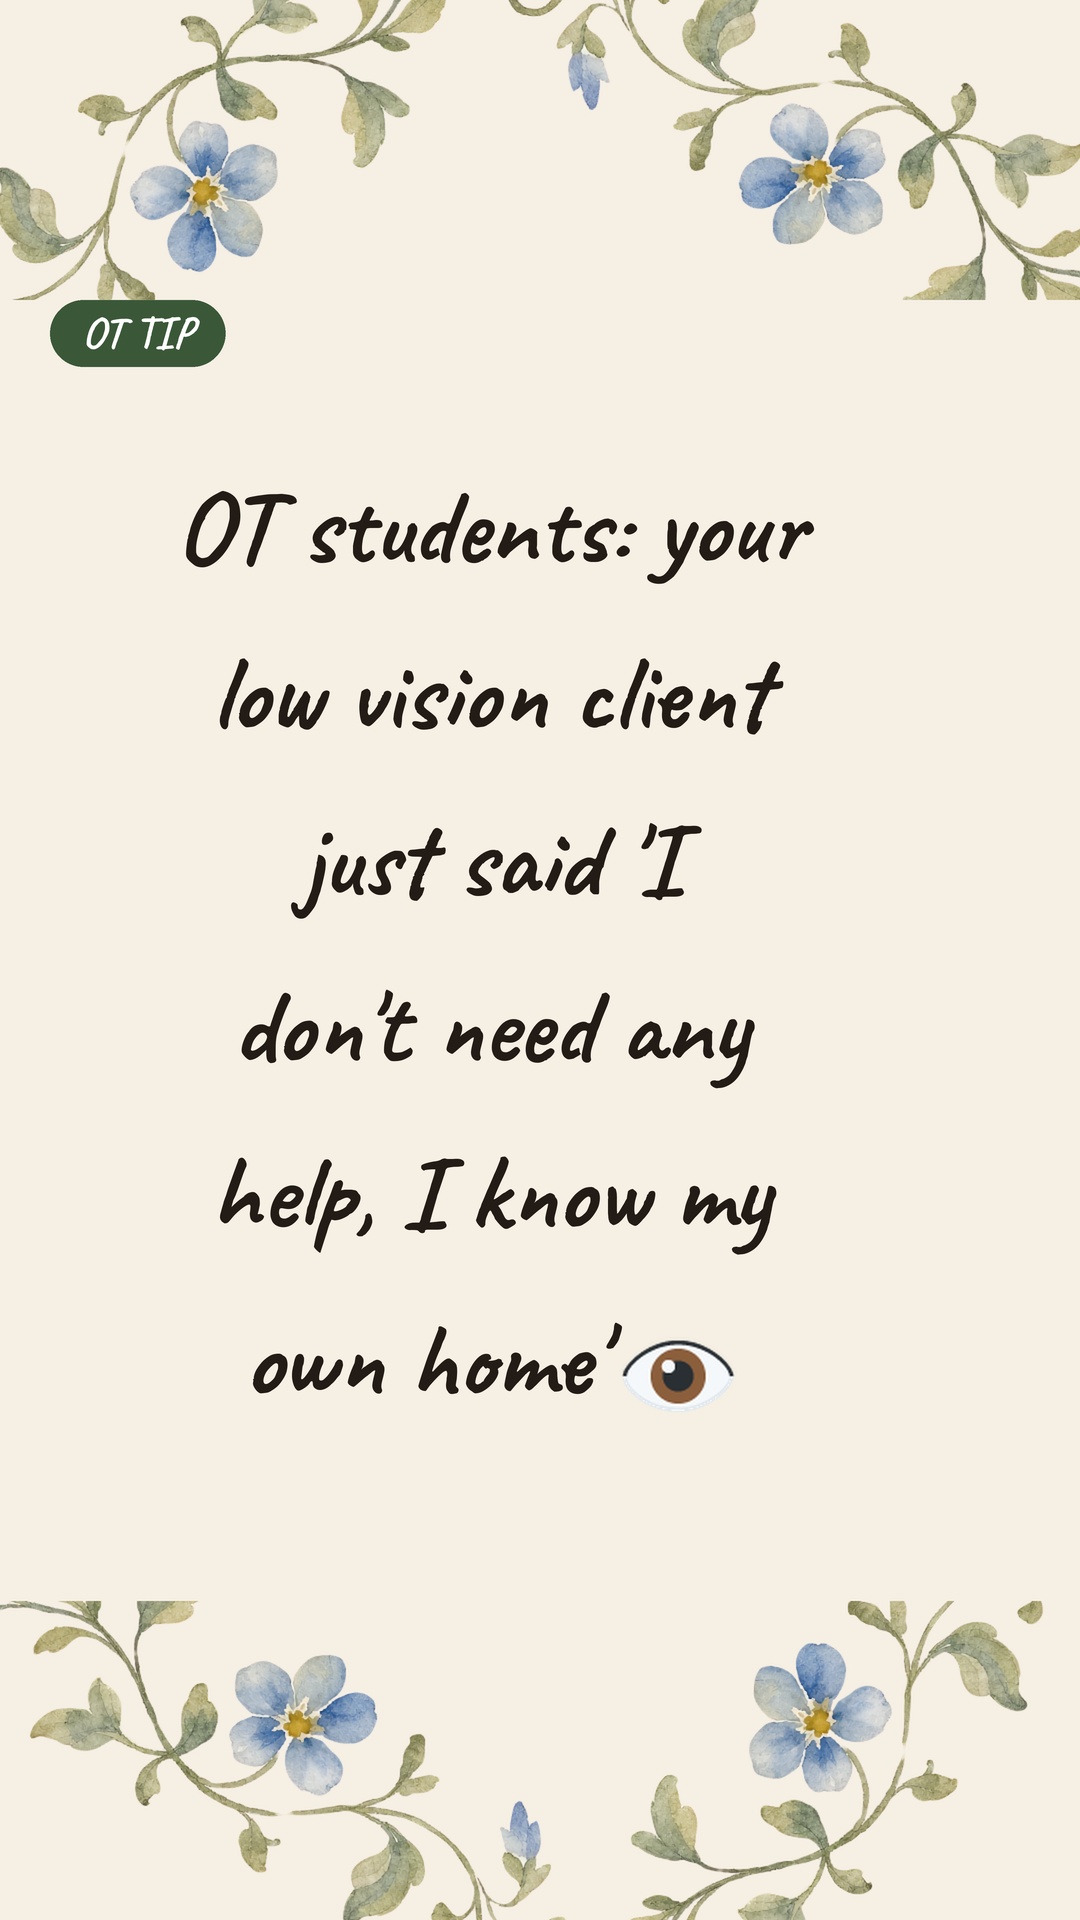 OT TIP
OT students: your
low vision client
just said 'I
don't need any
help, I know my
own home'👁️